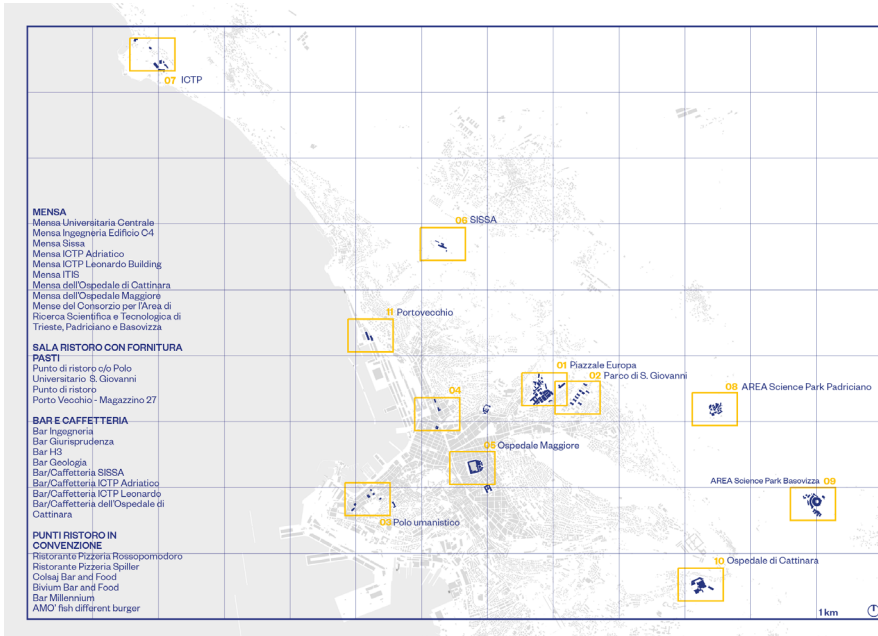 07 ICTP
MENSA
Mensa Universitaria Centrale
Mensa Ingegneria Edificio C4
Mensa Sissa
Mensa ICTP Adriatico
Mensa ICTP Leonardo Building
Mensa ITIS
Mensa dell'Ospedale di Cattinara
Mensa dell'Ospedale Maggiore
Mense del Consorzio per l'Area di
Ricerca Scientifica e Tecnologica di
Trieste, Padriciano e Basovizza
SALA RISTORO CON FORNITURA
PASTI
Punto di ristoro c/o Polo
Universitario S. Giovanni
Punto di ristoro
Porto Vecchio - Magazzino 27
BAR E CAFFETTERIA
Bar Ingegneria
Bar Giurisprudenza
Bar H3
Bar Geologia
Bar/Caffetteria SISSA
Bar/Caffetteria ICTP Adriatico
Bar/Caffetteria ICTP Leonardo
Bar/Caffetteria dell'Ospedale di
Cattinara
PUNTI RISTORO IN
CONVENZIONE
Ristorante Pizzeria Rossopomodoro
Ristorante Pizzeria Spiller
Colsaj Bar and Food
Bivium Bar and Food
Bar Millennium
AMO' fish different burger
06 SISSA
11 Portovecchio
01 Piazzale Europa
02 Parco di S. Giovanni
04
08 AREA Science Park Padriciano
05 Ospedale Maggiore
AREA Science Park Basovizza 09
03 Polo umanistico
10 Ospedale di Cattinara
1 km